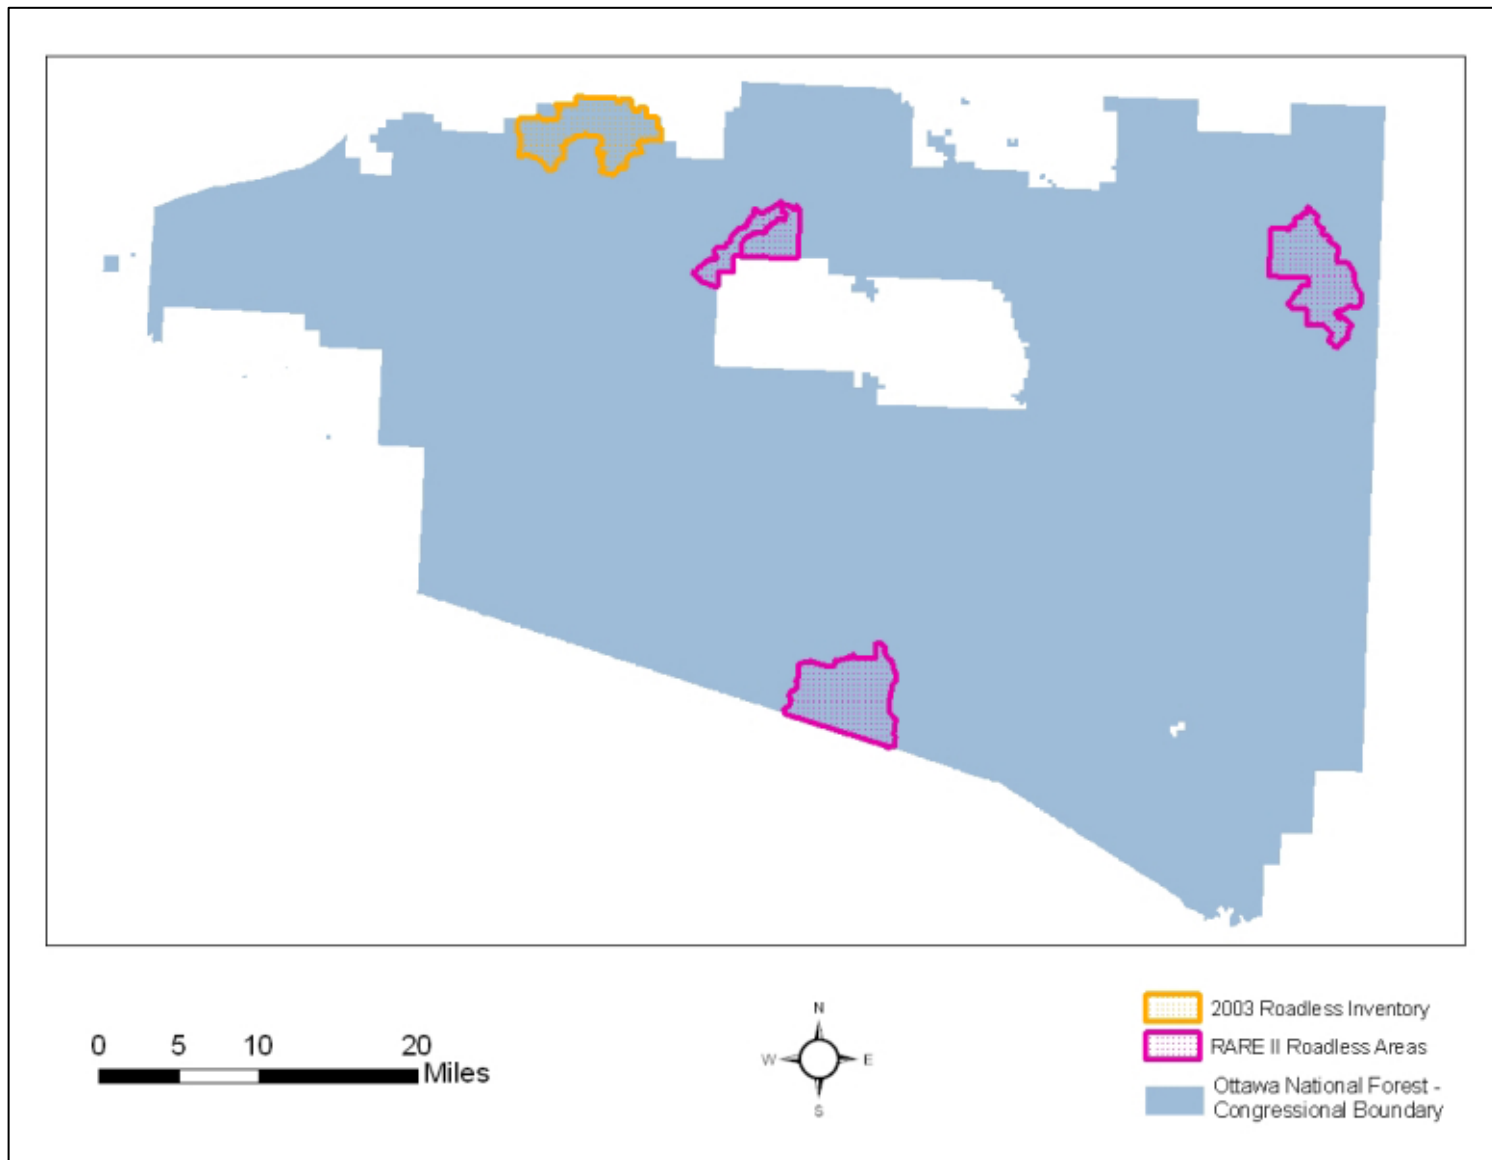 0 5 10 20
Miles
N
W E
S
2003 Roadless Inventory
RARE II Roadless Areas
Ottawa National Forest -
Congressional Boundary